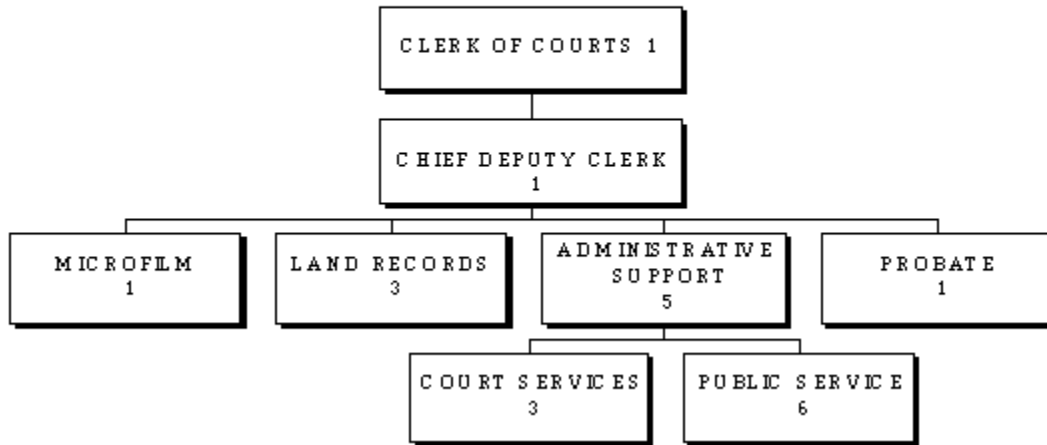 CLERK OF COURTS 1
CHIEF DEPUTY CLERK
1
MICROFILM
1
LAND RECORDS
3
ADMINISTRATIVE
SUPPORT
5
PROBATE
1
COURT SERVICES
3
PUBLIC SERVICE
6